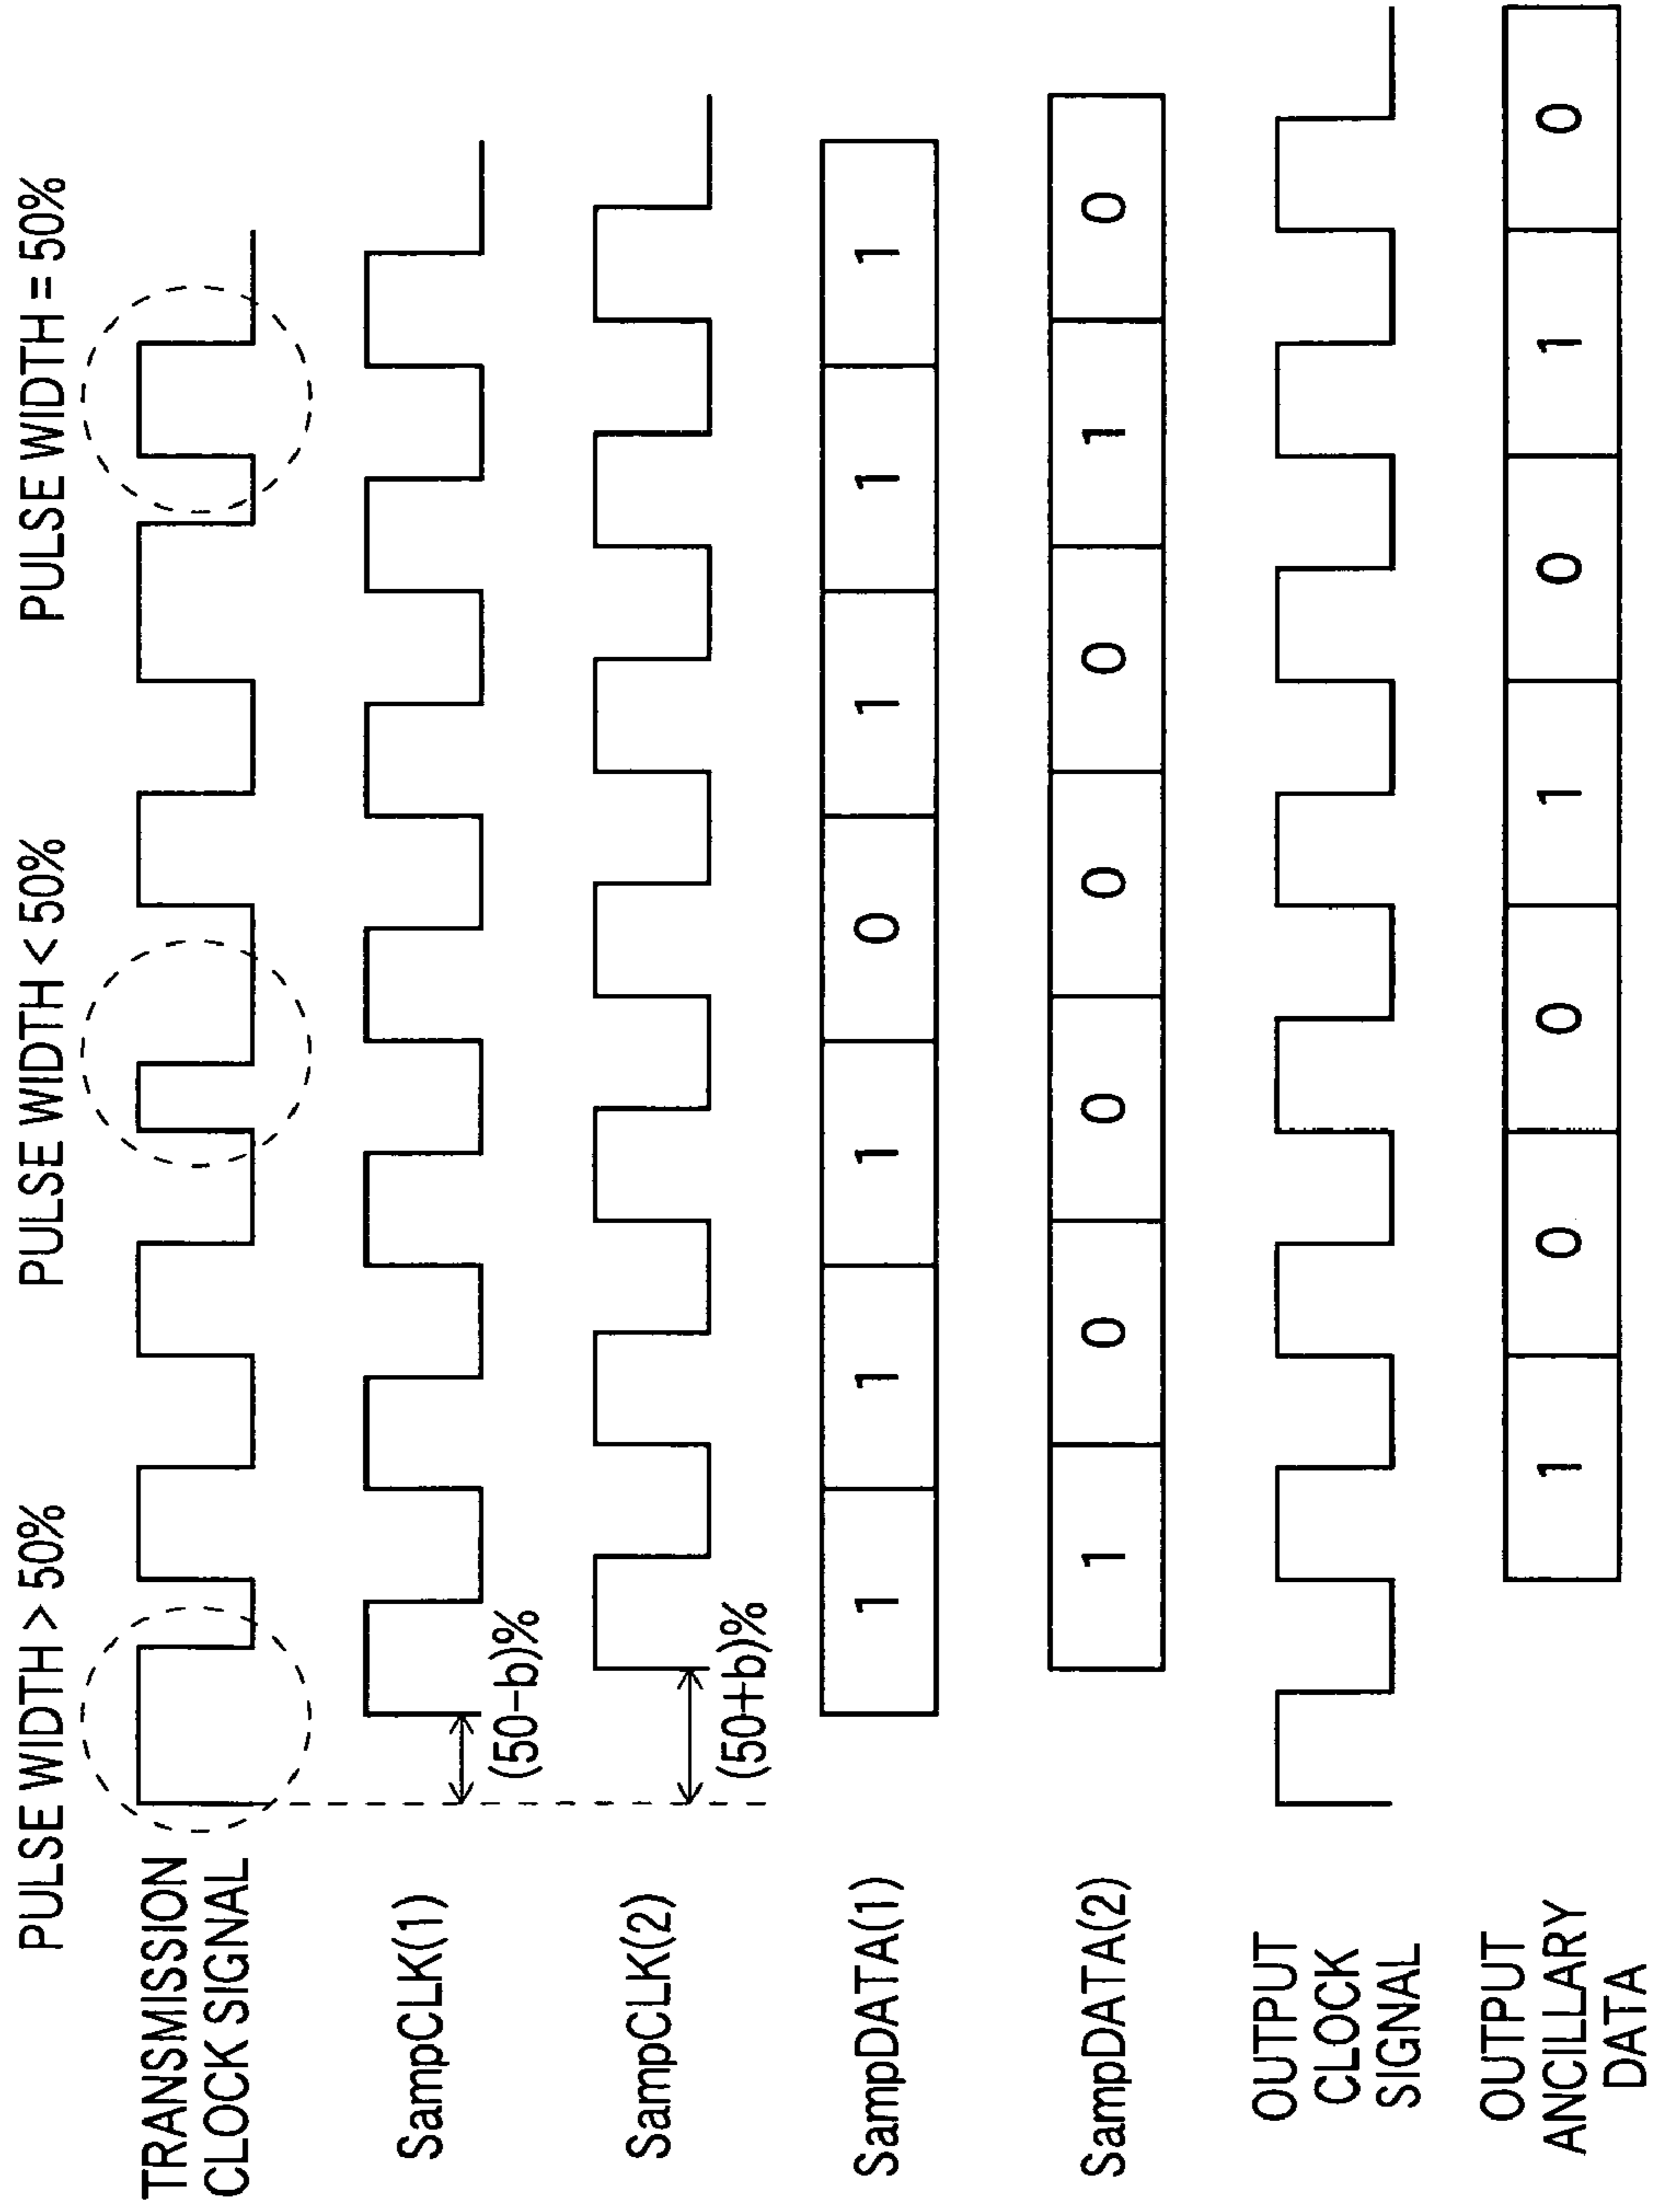 PULSE WIDTH > 50% PULSE WIDTH < 50% PULSE WIDTH = 50%
TRANSMISSION
CLOCK SIGNAL
SampCLK(1)
(50-b)%
SampCLK(2)
(50+b)%
SampDATA(1) 1 1 1 0 1 1 1
SampDATA(2) 1 0 0 0 0 1 0
OUTPUT
CLOCK
SIGNAL
OUTPUT
ANCILLARY
DATA
1 0 0 1 0 1 0